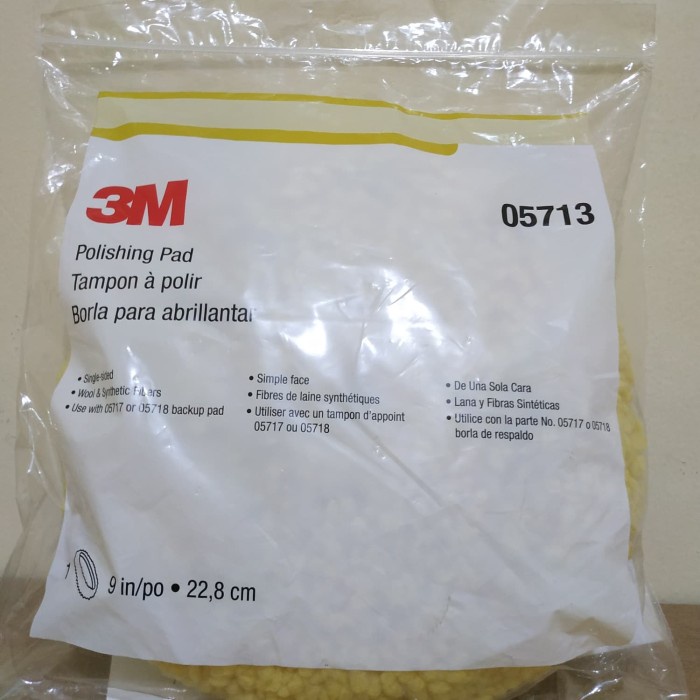 3M
05713
Polishing Pad
Tampon à polir
Borla para abrillantar
• Single-sided
• Wool & Synthetic Fibers
• Use with 05717 or 05718 backup pad
• Simple face
• Fibres de laine synthétiques
• Utiliser avec un tampon d'appoint
05717 ou 05718
• De Una Sola Cara
• Lana y Fibras Sintéticas
• Utilice con la parte No. 05717 o 05718
borla de respaldo
1
9 in/po • 22,8 cm